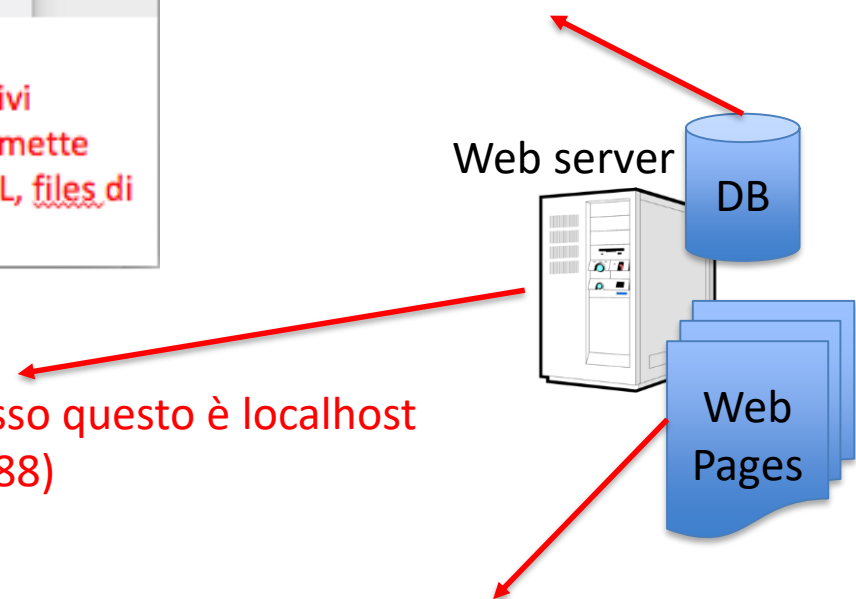 ivi
mette
L, files di
Web server
DB
sso questo è localhost
88)
Web
Pages